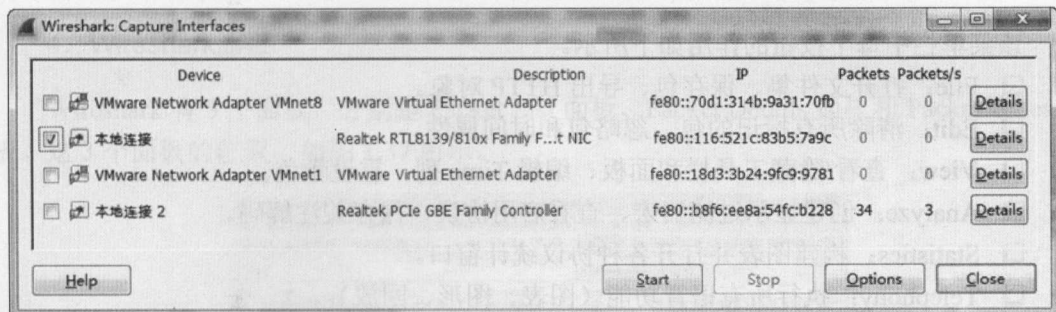 Wireshark: Capture Interfaces
Device Description IP Packets Packets/s
VMware Network Adapter VMnet8 VMware Virtual Ethernet Adapter fe80::70d1:314b:9a31:70fb 0 0 Details
本地连接 Realtek RTL8139/810x Family F...t NIC fe80::116:521c:83b5:7a9c 0 0 Details
VMware Network Adapter VMnet1 VMware Virtual Ethernet Adapter fe80::18d3:3b24:9fc9:9781 0 0 Details
本地连接 2 Realtek PCIe GBE Family Controller fe80::b8f6:ee8a:54fc:b228 34 3 Details
Help Start Stop Options Close